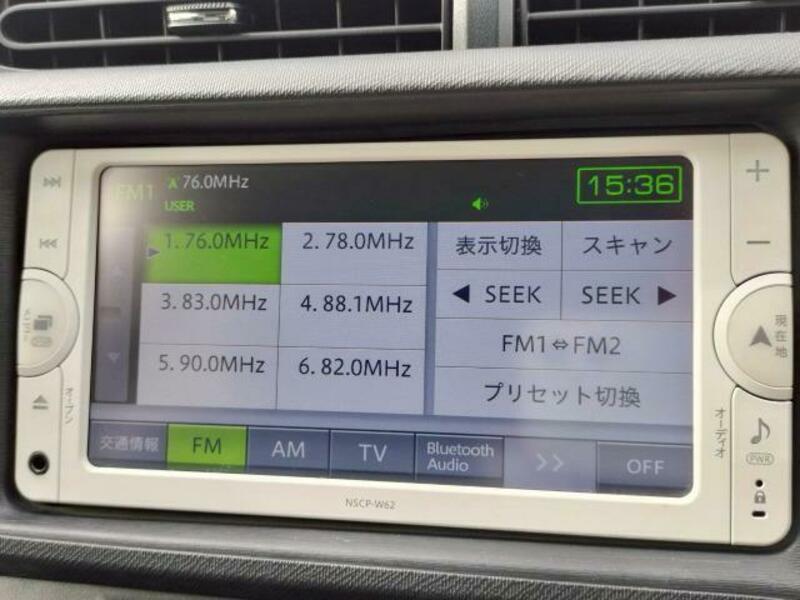 FM1
76.0MHz
USER
15:36
1.76.0MHz
2.78.0MHz
3.83.0MHz
4.88.1MHz
5.90.0MHz
6.82.0MHz
表示切換
スキャン
◀ SEEK
SEEK ▶
FM1⇔FM2
プリセット切換
交通情報
FM
AM
TV
Bluetooth
Audio
>>
OFF
オープン
現在地
オーディオ
PWR
NSCP-W62